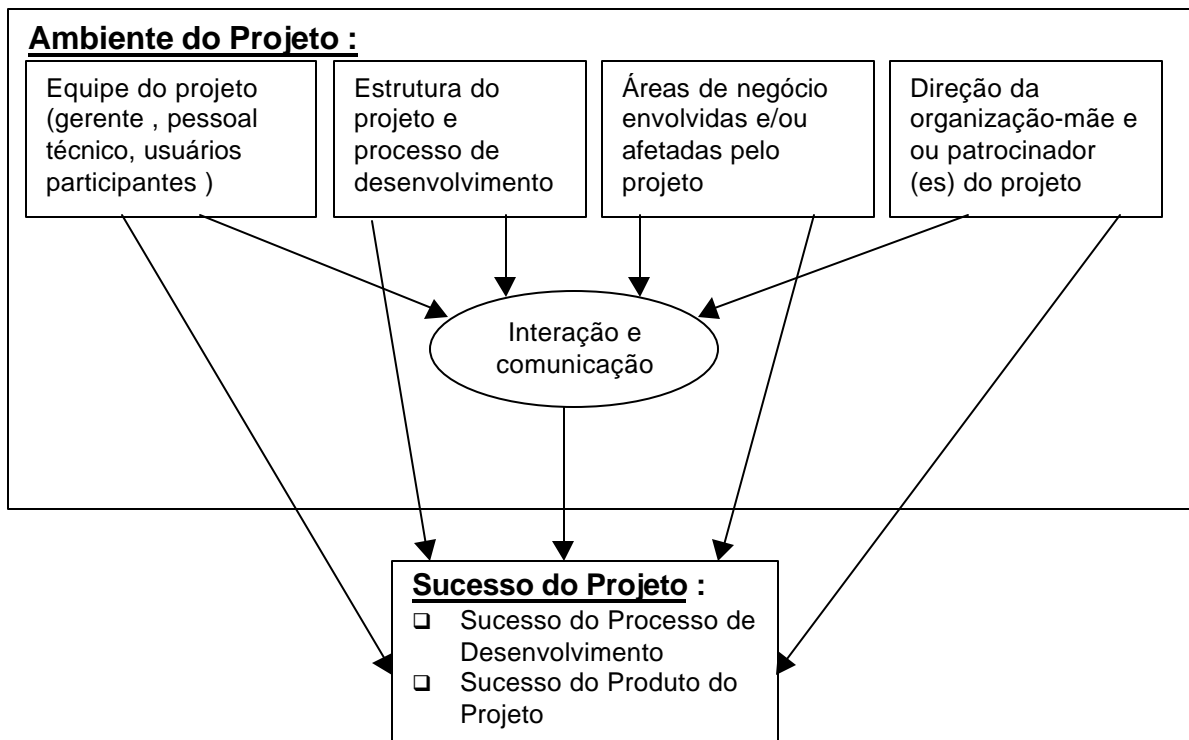 Ambiente do Projeto :
Equipe do projeto
(gerente , pessoal
técnico, usuários
participantes )
Estrutura do
projeto e
processo de
desenvolvimento
Áreas de negócio
envolvidas e/ou
afetadas pelo
projeto
Direção da
organização-mãe e
ou patrocinador
(es) do projeto
Interação e
comunicação
Sucesso do Projeto :
❑ Sucesso do Processo de
Desenvolvimento
❑ Sucesso do Produto do
Projeto